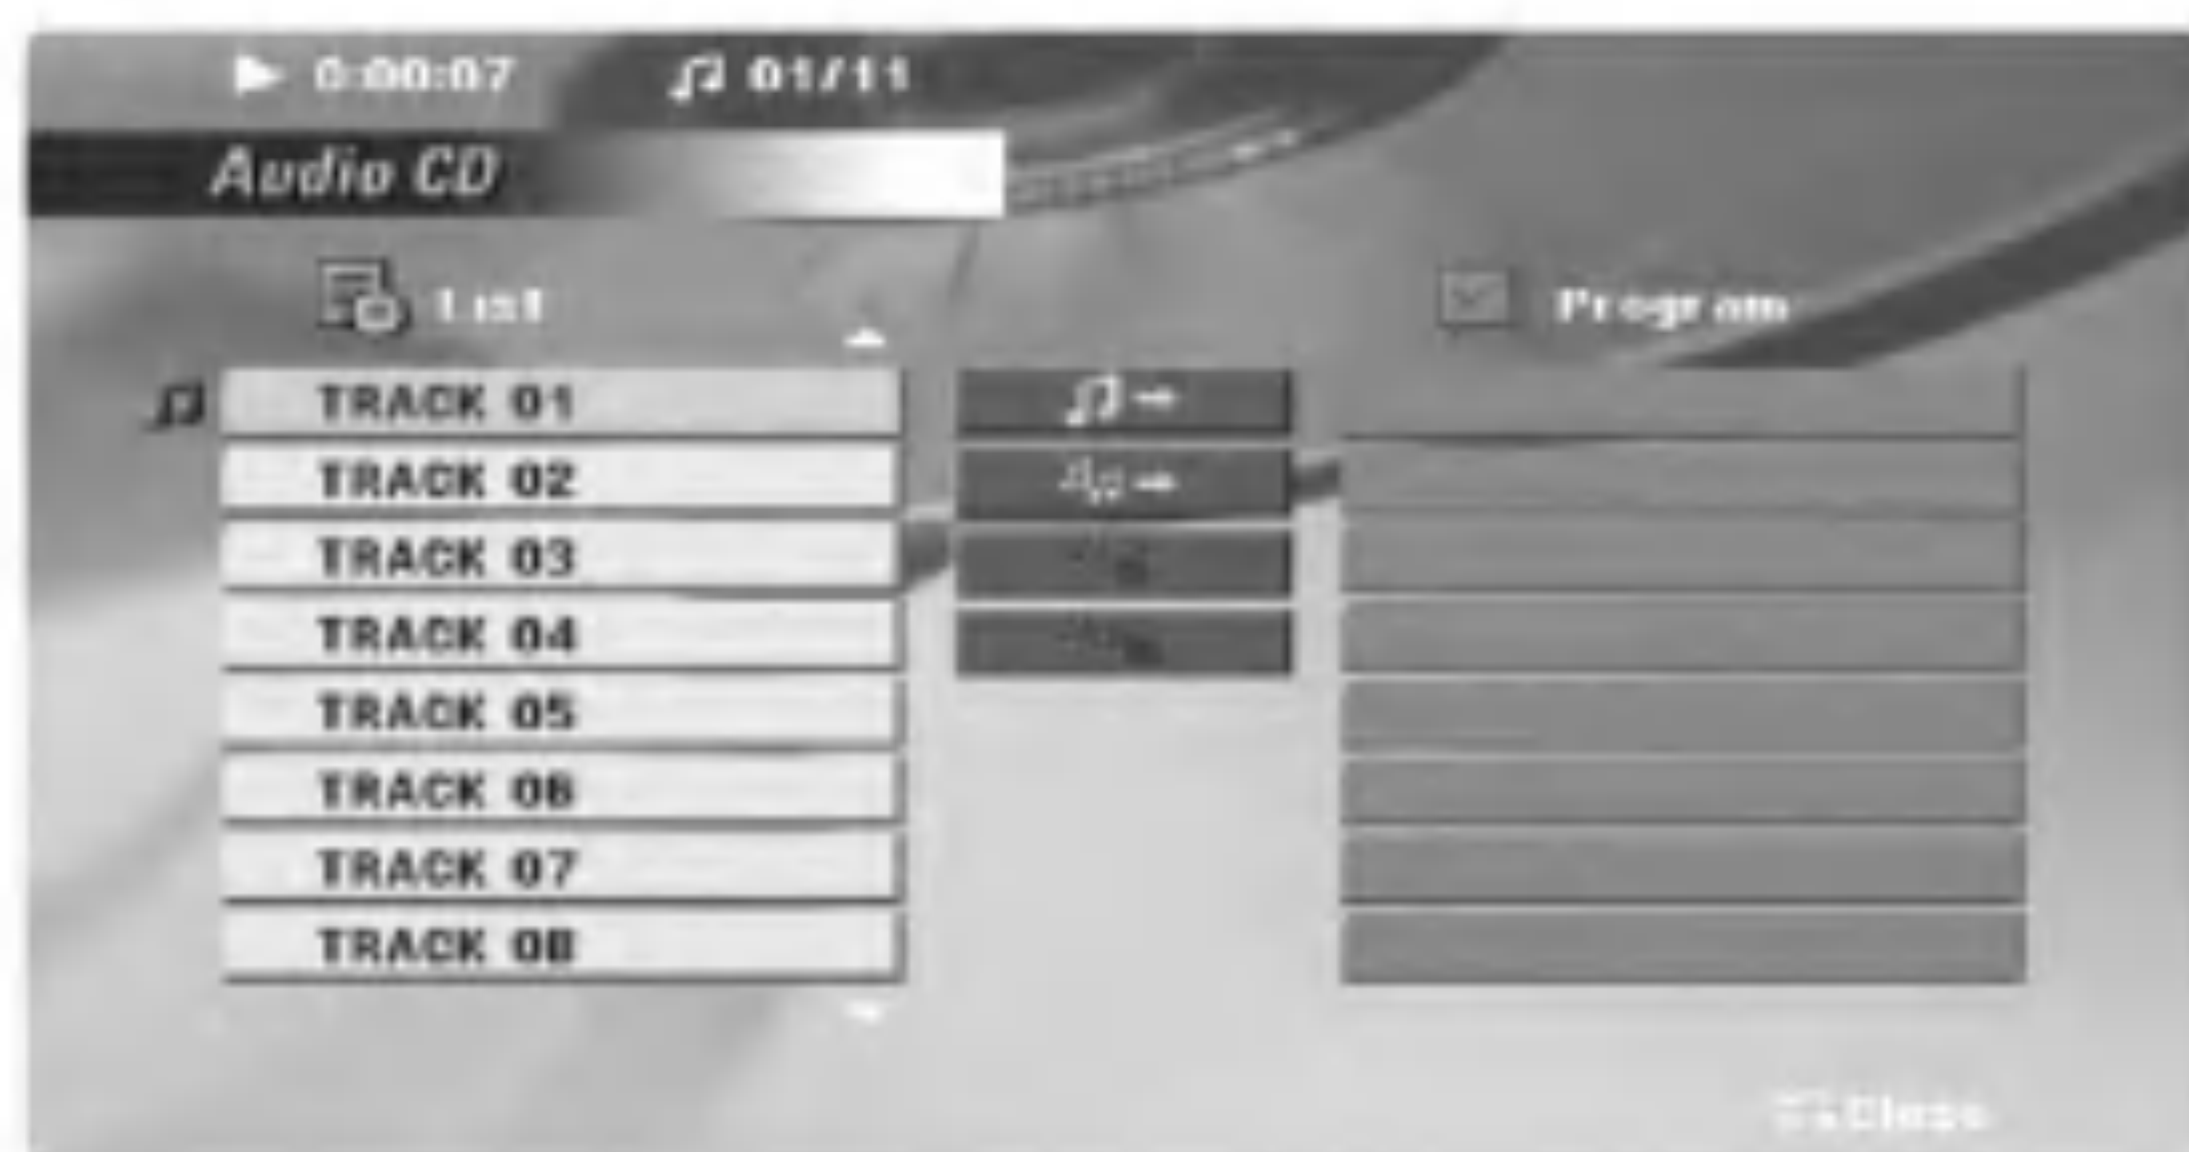 0:00:07 01/11
Audio CD
List Program
TRACK 01
TRACK 02
TRACK 03
TRACK 04
TRACK 05
TRACK 06
TRACK 07
TRACK 08
Close